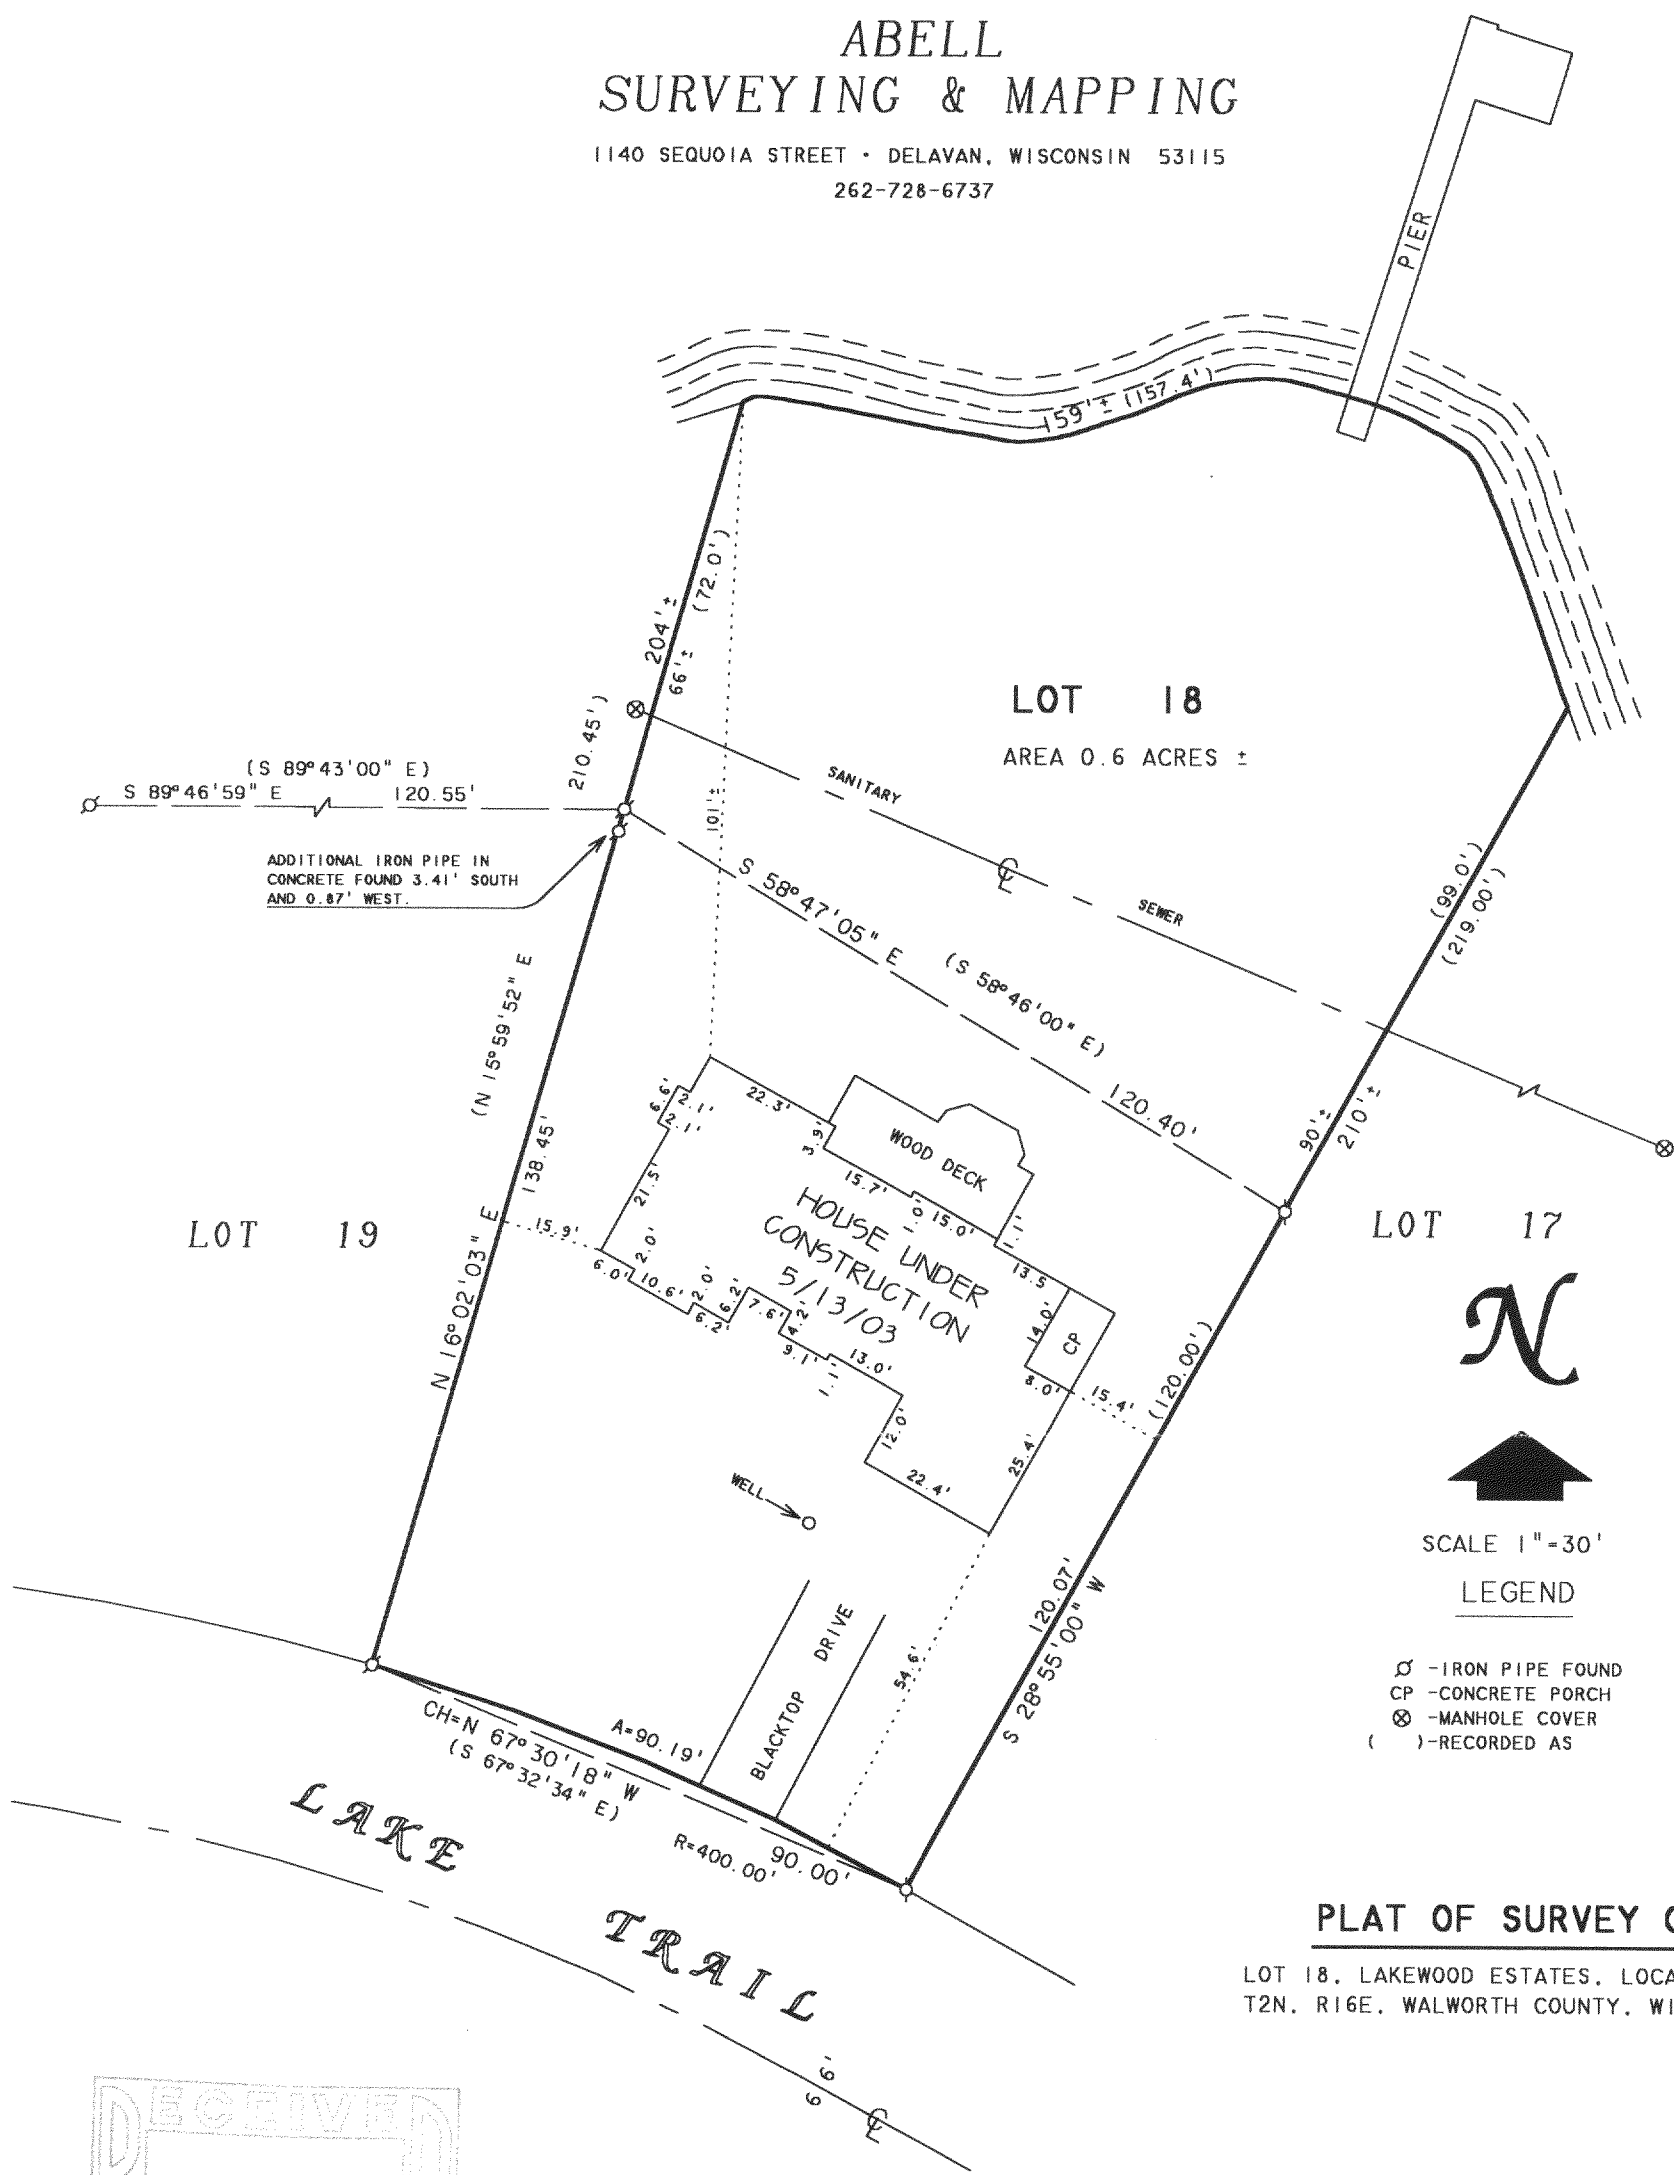 ABELL
SURVEYING & MAPPING
1140 SEQUOIA STREET · DELAVAN, WISCONSIN 53115
262-728-6737
PIER
159'± (157.4')
204'±
(72.0')
66'±
210.45')
LOT 18
AREA 0.6 ACRES ±
(S 89°43'00" E)
S 89°46'59" E 120.55'
SANITARY
℄
SEWER
101'±
ADDITIONAL IRON PIPE IN
CONCRETE FOUND 3.41' SOUTH
AND 0.87' WEST.
S 58°47'05" E
(S 58°46'00" E)
120.40'
(99.0')
(219.00')
90'±
210'±
(N 15°59'52" E
138.45'
N 16°02'03" E
LOT 19
15.9'
6.6'
2.1'
2.1'
22.3'
3.9'
WOOD DECK
21.5'
15.7'
1.0'
15.0'
1.1'
13.5
HOUSE UNDER
CONSTRUCTION
5/13/03
6.0'
2.0'
10.6'
2.0'
6.2'
6.2'
7.6'
4.2'
9.1'
1.1'
13.0'
14.0'
CP
8.0'
15.4'
12.0'
22.4'
25.4'
(120.00')
LOT 17
N
WELL
SCALE 1"=30'
LEGEND
-IRON PIPE FOUND
CP -CONCRETE PORCH
-MANHOLE COVER
( )-RECORDED AS
BLACKTOP DRIVE
54.6'
120.07'
S 28°55'00" W
A=90.19'
CH=N 67°30'18" W
(S 67°32'34" E)
R=400.00'
90.00'
LAKE TRAIL
66'
℄
PLAT OF SURVEY
LOT 18, LAKEWOOD ESTATES, LOCA
T2N, R16E, WALWORTH COUNTY, WI
RECEIVED